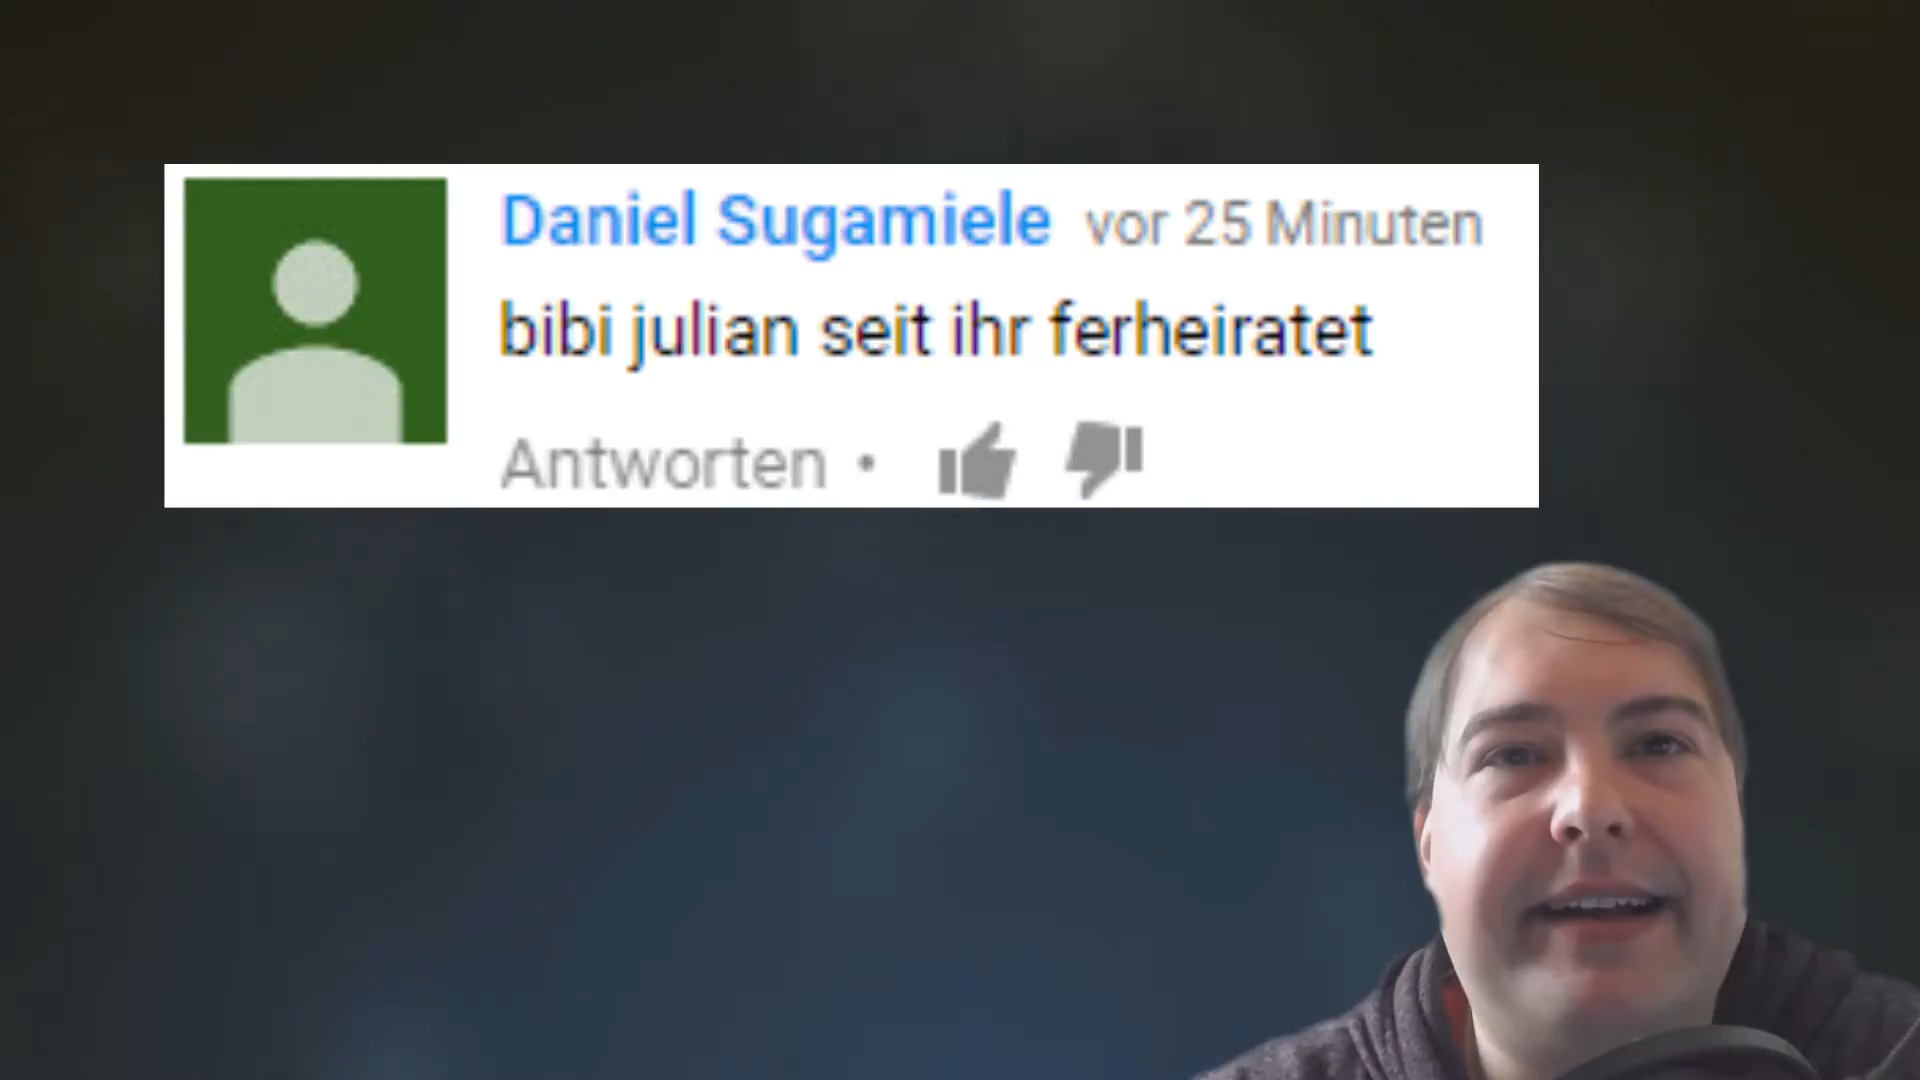 Daniel Sugamiele vor 25 Minuten
bibi julian seit ihr ferheiratet
Antworten •